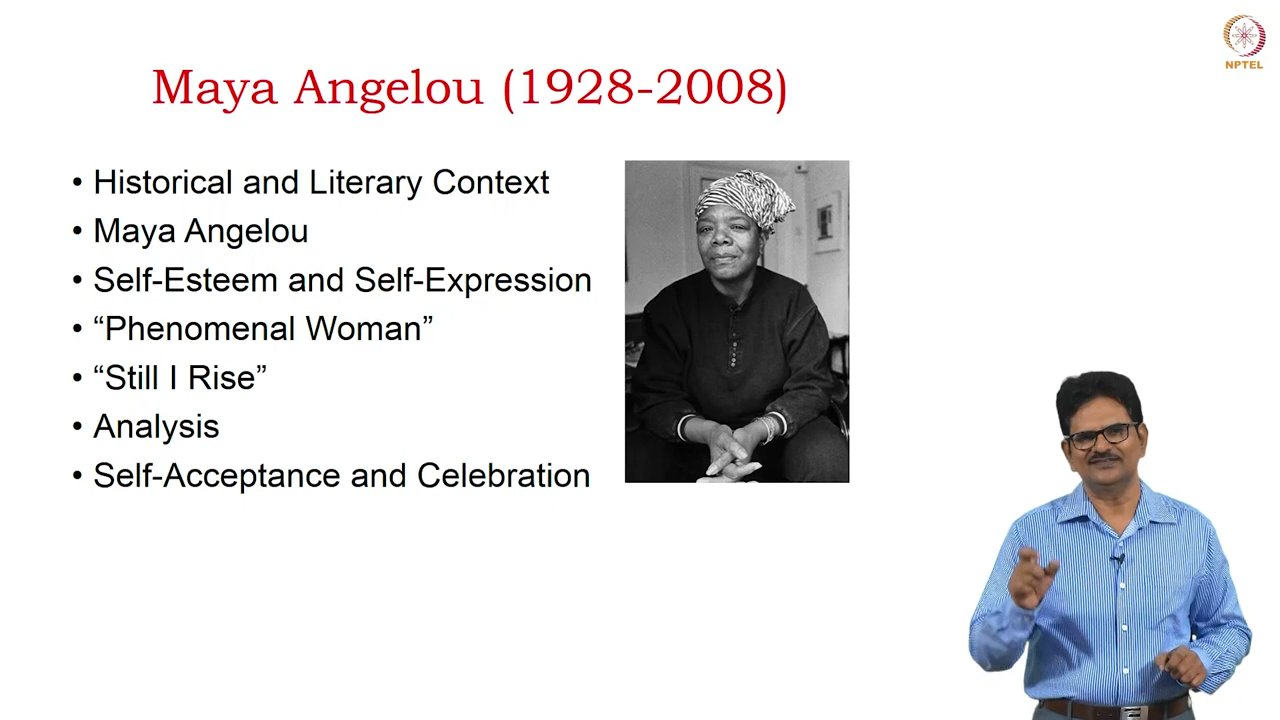 NPTEL
Maya Angelou (1928-2008)
• Historical and Literary Context
• Maya Angelou
• Self-Esteem and Self-Expression
• “Phenomenal Woman”
• “Still I Rise”
• Analysis
• Self-Acceptance and Celebration